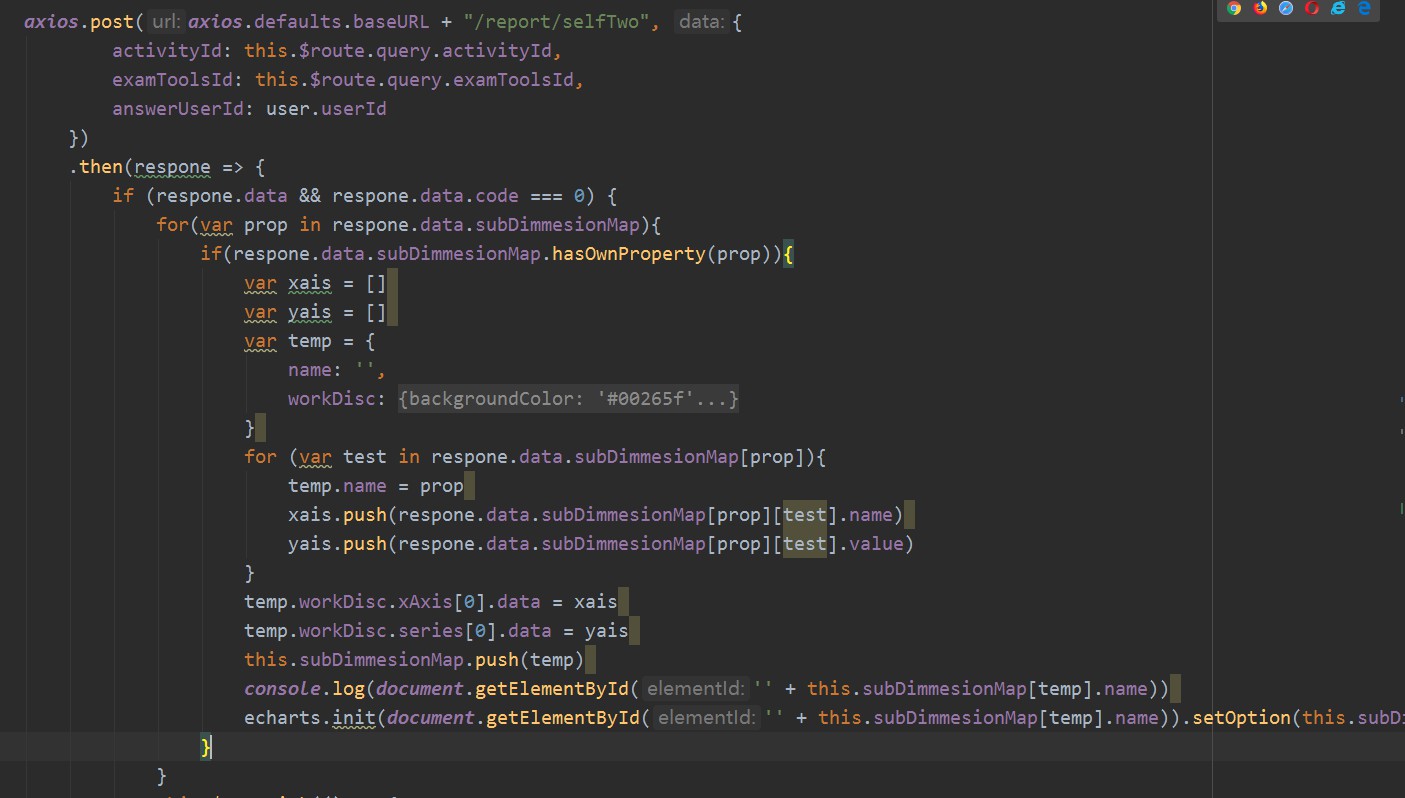 axios.post( url: axios.defaults.baseURL + "/report/selfTwo", data: {
activityId: this.$route.query.activityId,
examToolsId: this.$route.query.examToolsId,
answerUserId: user.userId
})
.then(respone => {
if (respone.data && respone.data.code === 0) {
for(var prop in respone.data.subDimmesionMap){
if(respone.data.subDimmesionMap.hasOwnProperty(prop)){
var xais = []
var yais = []
var temp = {
name: '',
workDisc: {backgroundColor: '#00265f'...}
}
for (var test in respone.data.subDimmesionMap[prop]){
temp.name = prop
xais.push(respone.data.subDimmesionMap[prop][test].name)
yais.push(respone.data.subDimmesionMap[prop][test].value)
}
temp.workDisc.xAxis[0].data = xais
temp.workDisc.series[0].data = yais
this.subDimmesionMap.push(temp)
console.log(document.getElementById( elementId: '' + this.subDimmesionMap[temp].name))
echarts.init(document.getElementById( elementId: '' + this.subDimmesionMap[temp].name)).setOption(this.subD
}
}